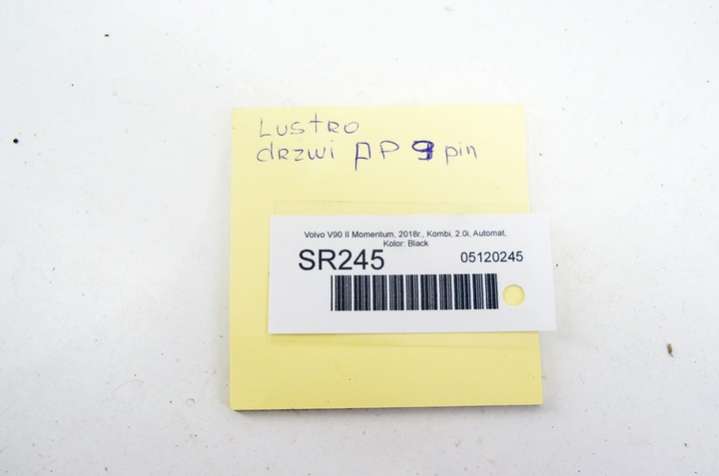 Lustro
drzwi PP 9 pin
Volvo V90 II Momentum, 2018r., Kombi, 2.0i, Automat,
Kolor: Black
SR245
05120245